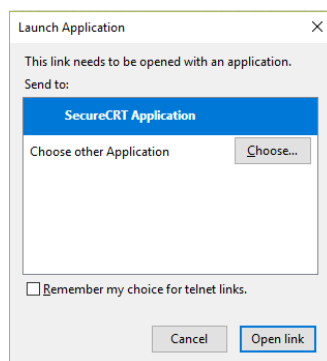 Launch Application
This link needs to be opened with an application.
Send to:
SecureCRT Application
Choose other Application
Choose...
Remember my choice for telnet links.
Cancel
Open link